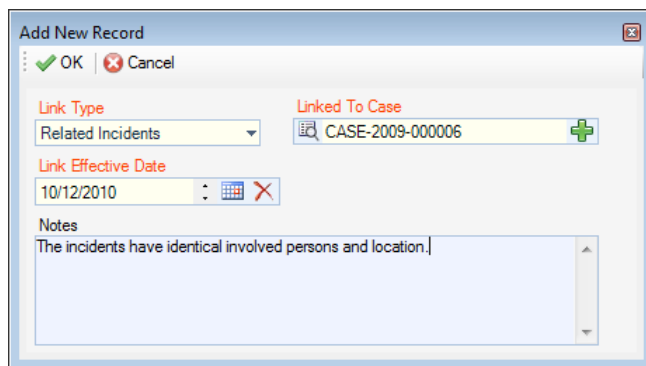 Add New Record
OK Cancel
Link Type Linked To Case
Related Incidents CASE-2009-000006
Link Effective Date
10/12/2010
Notes
The incidents have identical involved persons and location.